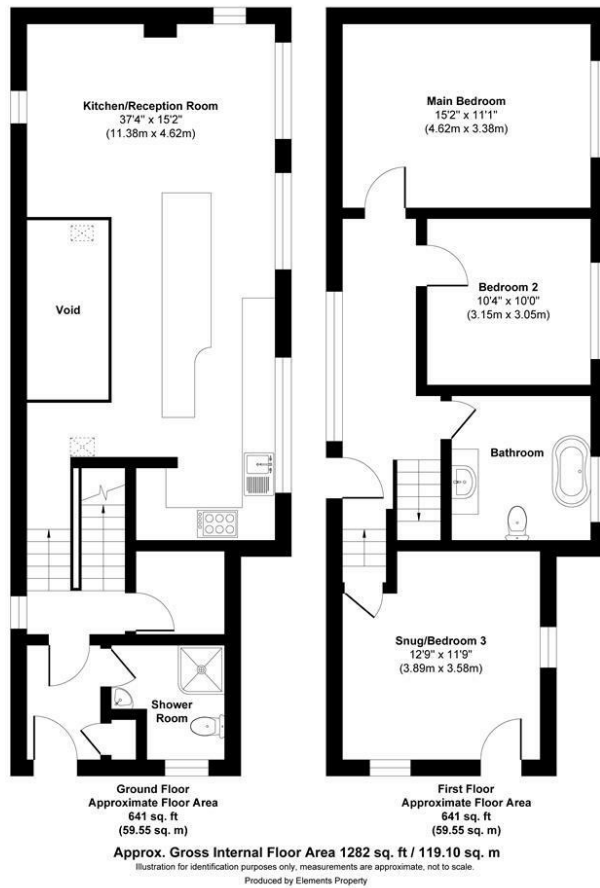 Kitchen/Reception Room
37'4" x 15'2"
(11.38m x 4.62m)
Void
Shower
Room
Ground Floor
Approximate Floor Area
641 sq. ft
(59.55 sq. m)
Main Bedroom
15'2" x 11'1"
(4.62m x 3.38m)
Bedroom 2
10'4" x 10'0"
(3.15m x 3.05m)
Bathroom
Snug/Bedroom 3
12'9" x 11'9"
(3.89m x 3.58m)
First Floor
Approximate Floor Area
641 sq. ft
(59.55 sq. m)
Approx. Gross Internal Floor Area 1282 sq. ft / 119.10 sq. m
Illustration for identification purposes only, measurements are approximate, not to scale.
Produced by Elements Property